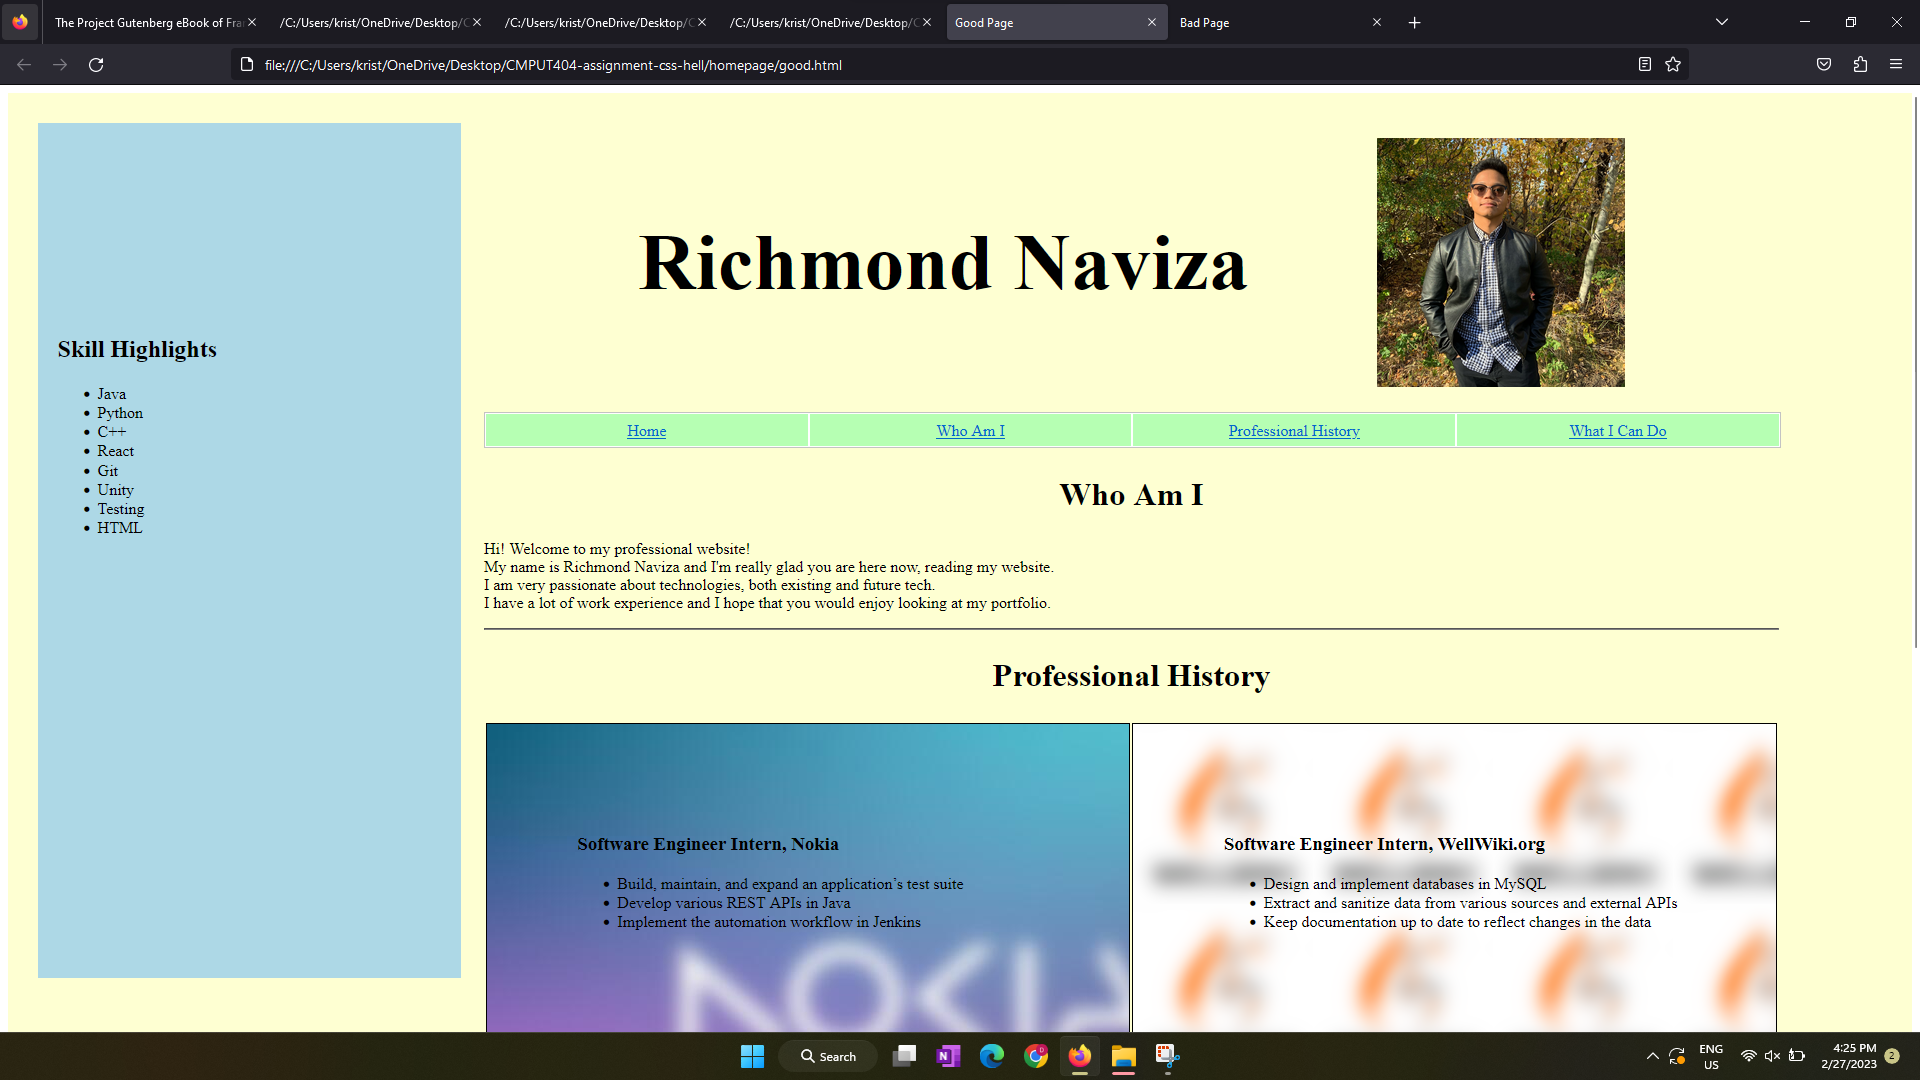 The Project Gutenberg eBook of Fra
/C:/Users/krist/OneDrive/Desktop/C
/C:/Users/krist/OneDrive/Desktop/C
/C:/Users/krist/OneDrive/Desktop/C
Good Page
Bad Page
file:///C:/Users/krist/OneDrive/Desktop/CMPUT404-assignment-css-hell/homepage/good.html
Skill Highlights
• Java
• Python
• C++
• React
• Git
• Unity
• Testing
• HTML
Richmond Naviza
Home
Who Am I
Professional History
What I Can Do
Who Am I
Hi! Welcome to my professional website!
My name is Richmond Naviza and I'm really glad you are here now, reading my website.
I am very passionate about technologies, both existing and future tech.
I have a lot of work experience and I hope that you would enjoy looking at my portfolio.
Professional History
Software Engineer Intern, Nokia
• Build, maintain, and expand an application’s test suite
• Develop various REST APIs in Java
• Implement the automation workflow in Jenkins
NOKIA
Software Engineer Intern, WellWiki.org
• Design and implement databases in MySQL
• Extract and sanitize data from various sources and external APIs
• Keep documentation up to date to reflect changes in the data
Search
ENG
US
4:25 PM
2/27/2023
2